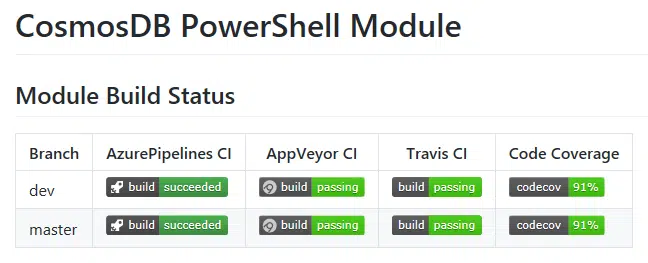 CosmosDB PowerShell Module
Module Build Status
Branch AzurePipelines CI AppVeyor CI Travis CI Code Coverage
dev build succeeded build passing build passing codecov 91%
master build succeeded build passing build passing codecov 91%